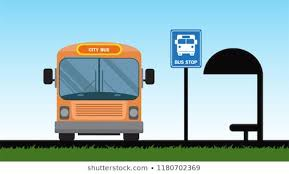 CITY BUS
BUS STOP
shutterstock.com • 1180702369